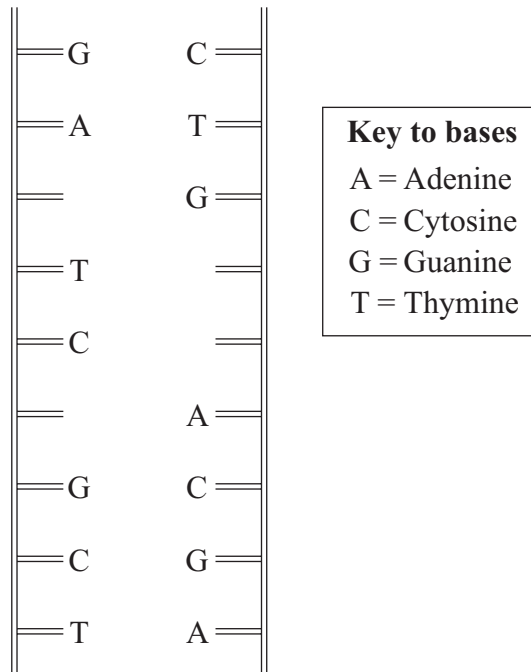 G C
A T
G
T
C
A
G C
C G
T A
Key to bases
A = Adenine
C = Cytosine
G = Guanine
T = Thymine